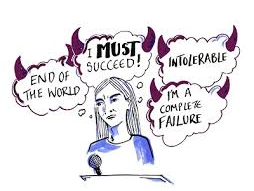 END OF
THE WORLD
I MUST
SUCCEED!
INTOLERABLE
I'M A
COMPLETE
FAILURE